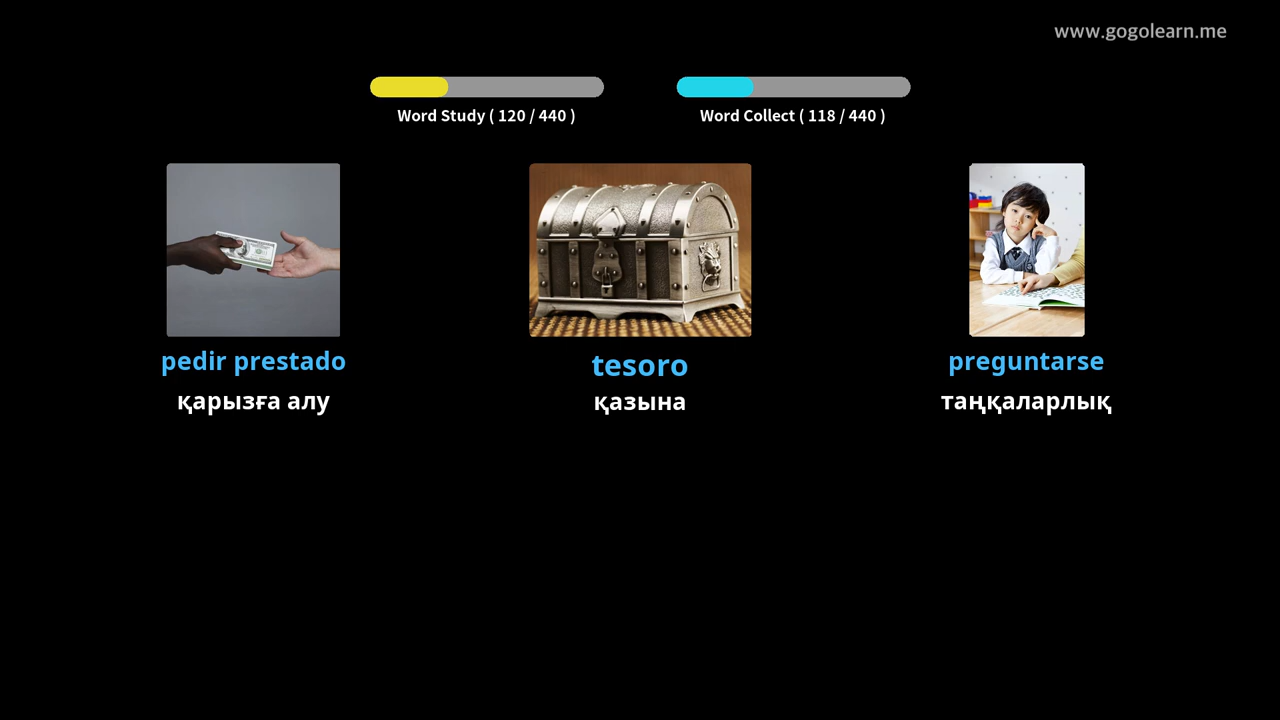 www.gogolearn.me
Word Study ( 120 / 440 )
Word Collect ( 118 / 440 )
pedir prestado
tesoro
preguntarse
қарызға алу
қазына
таңқаларлық